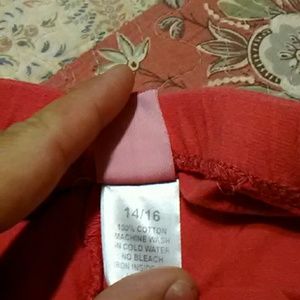 14/16
100% COTTON
MACHINE WASH
IN COLD WATER
NO BLEACH
IRON INSIDE